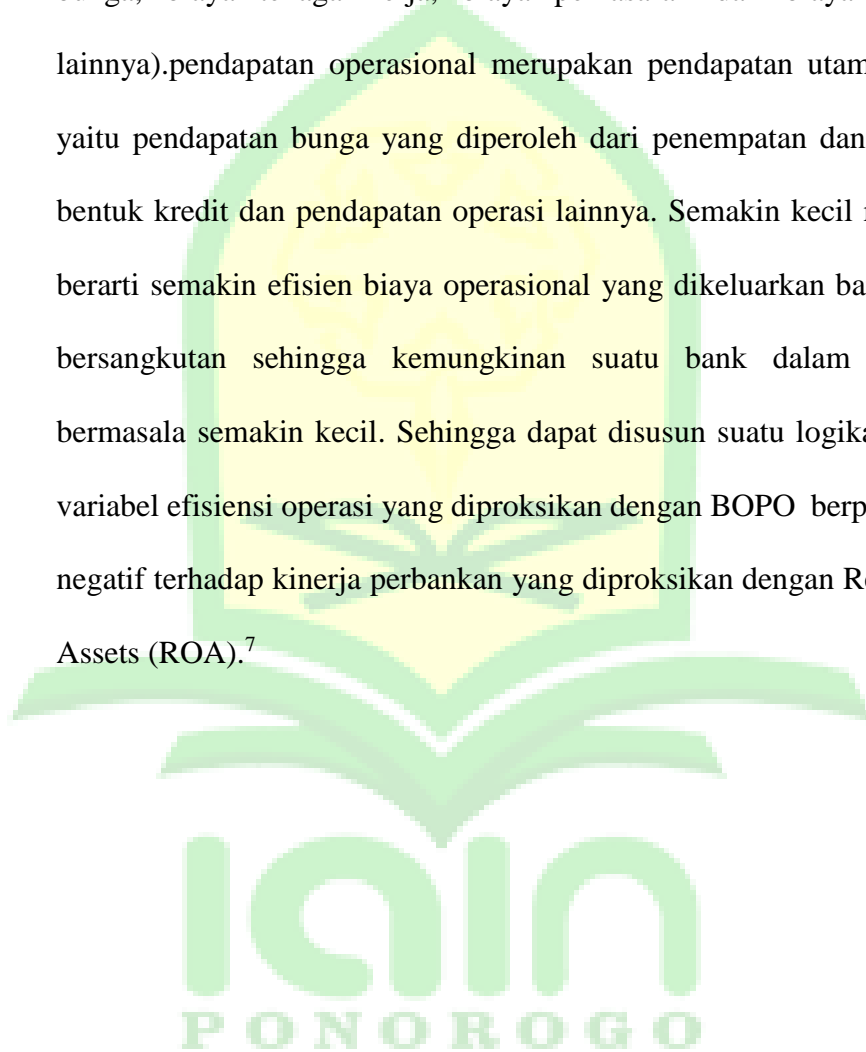 lainnya).pendapatan operasional merupakan pendapatan utam
yaitu pendapatan bunga yang diperoleh dari penempatan dan
bentuk kredit dan pendapatan operasi lainnya. Semakin kecil
berarti semakin efisien biaya operasional yang dikeluarkan ba
bersangkutan sehingga kemungkinan suatu bank dalam
bermasala semakin kecil. Sehingga dapat disusun suatu logika
variabel efisiensi operasi yang diproksikan dengan BOPO berp
negatif terhadap kinerja perbankan yang diproksikan dengan R
Assets (ROA).7
iain
PONOROGO